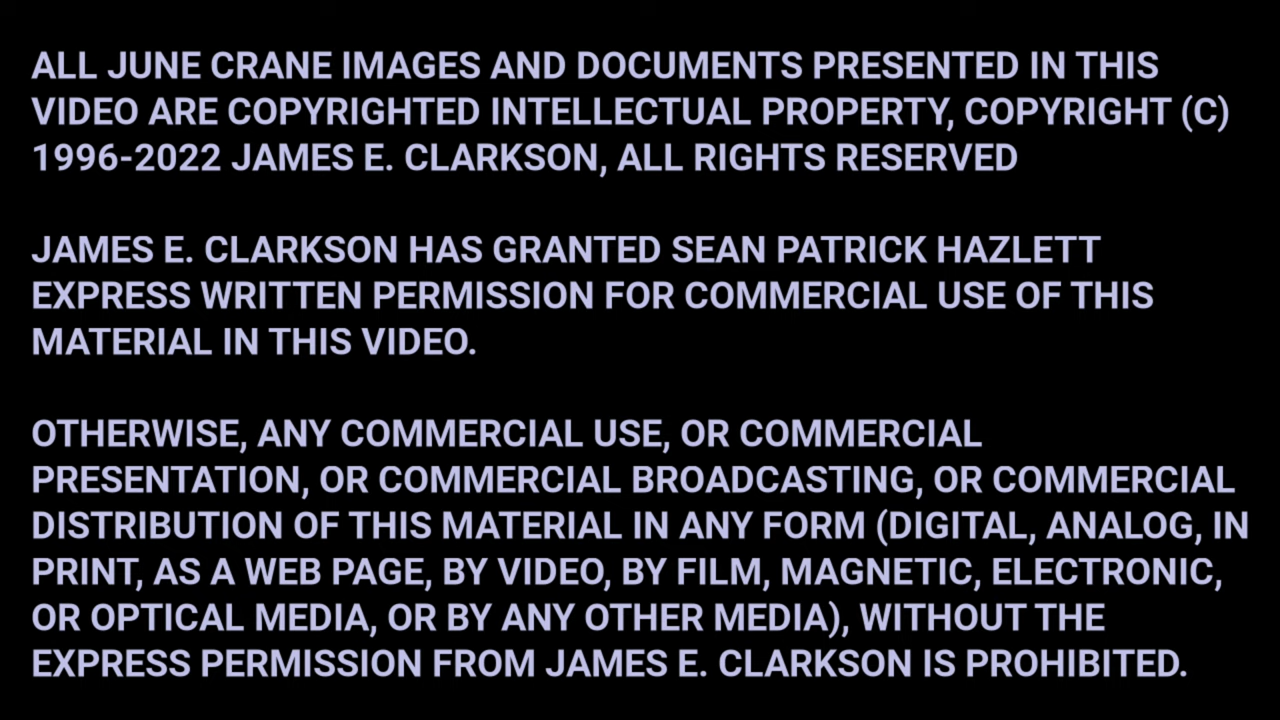 ALL JUNE CRANE IMAGES AND DOCUMENTS PRESENTED IN THIS
VIDEO ARE COPYRIGHTED INTELLECTUAL PROPERTY, COPYRIGHT (C)
1996-2022 JAMES E. CLARKSON, ALL RIGHTS RESERVED
JAMES E. CLARKSON HAS GRANTED SEAN PATRICK HAZLETT
EXPRESS WRITTEN PERMISSION FOR COMMERCIAL USE OF THIS
MATERIAL IN THIS VIDEO.
OTHERWISE, ANY COMMERCIAL USE, OR COMMERCIAL
PRESENTATION, OR COMMERCIAL BROADCASTING, OR COMMERCIAL
DISTRIBUTION OF THIS MATERIAL IN ANY FORM (DIGITAL, ANALOG, IN
PRINT, AS A WEB PAGE, BY VIDEO, BY FILM, MAGNETIC, ELECTRONIC,
OR OPTICAL MEDIA, OR BY ANY OTHER MEDIA), WITHOUT THE
EXPRESS PERMISSION FROM JAMES E. CLARKSON IS PROHIBITED.